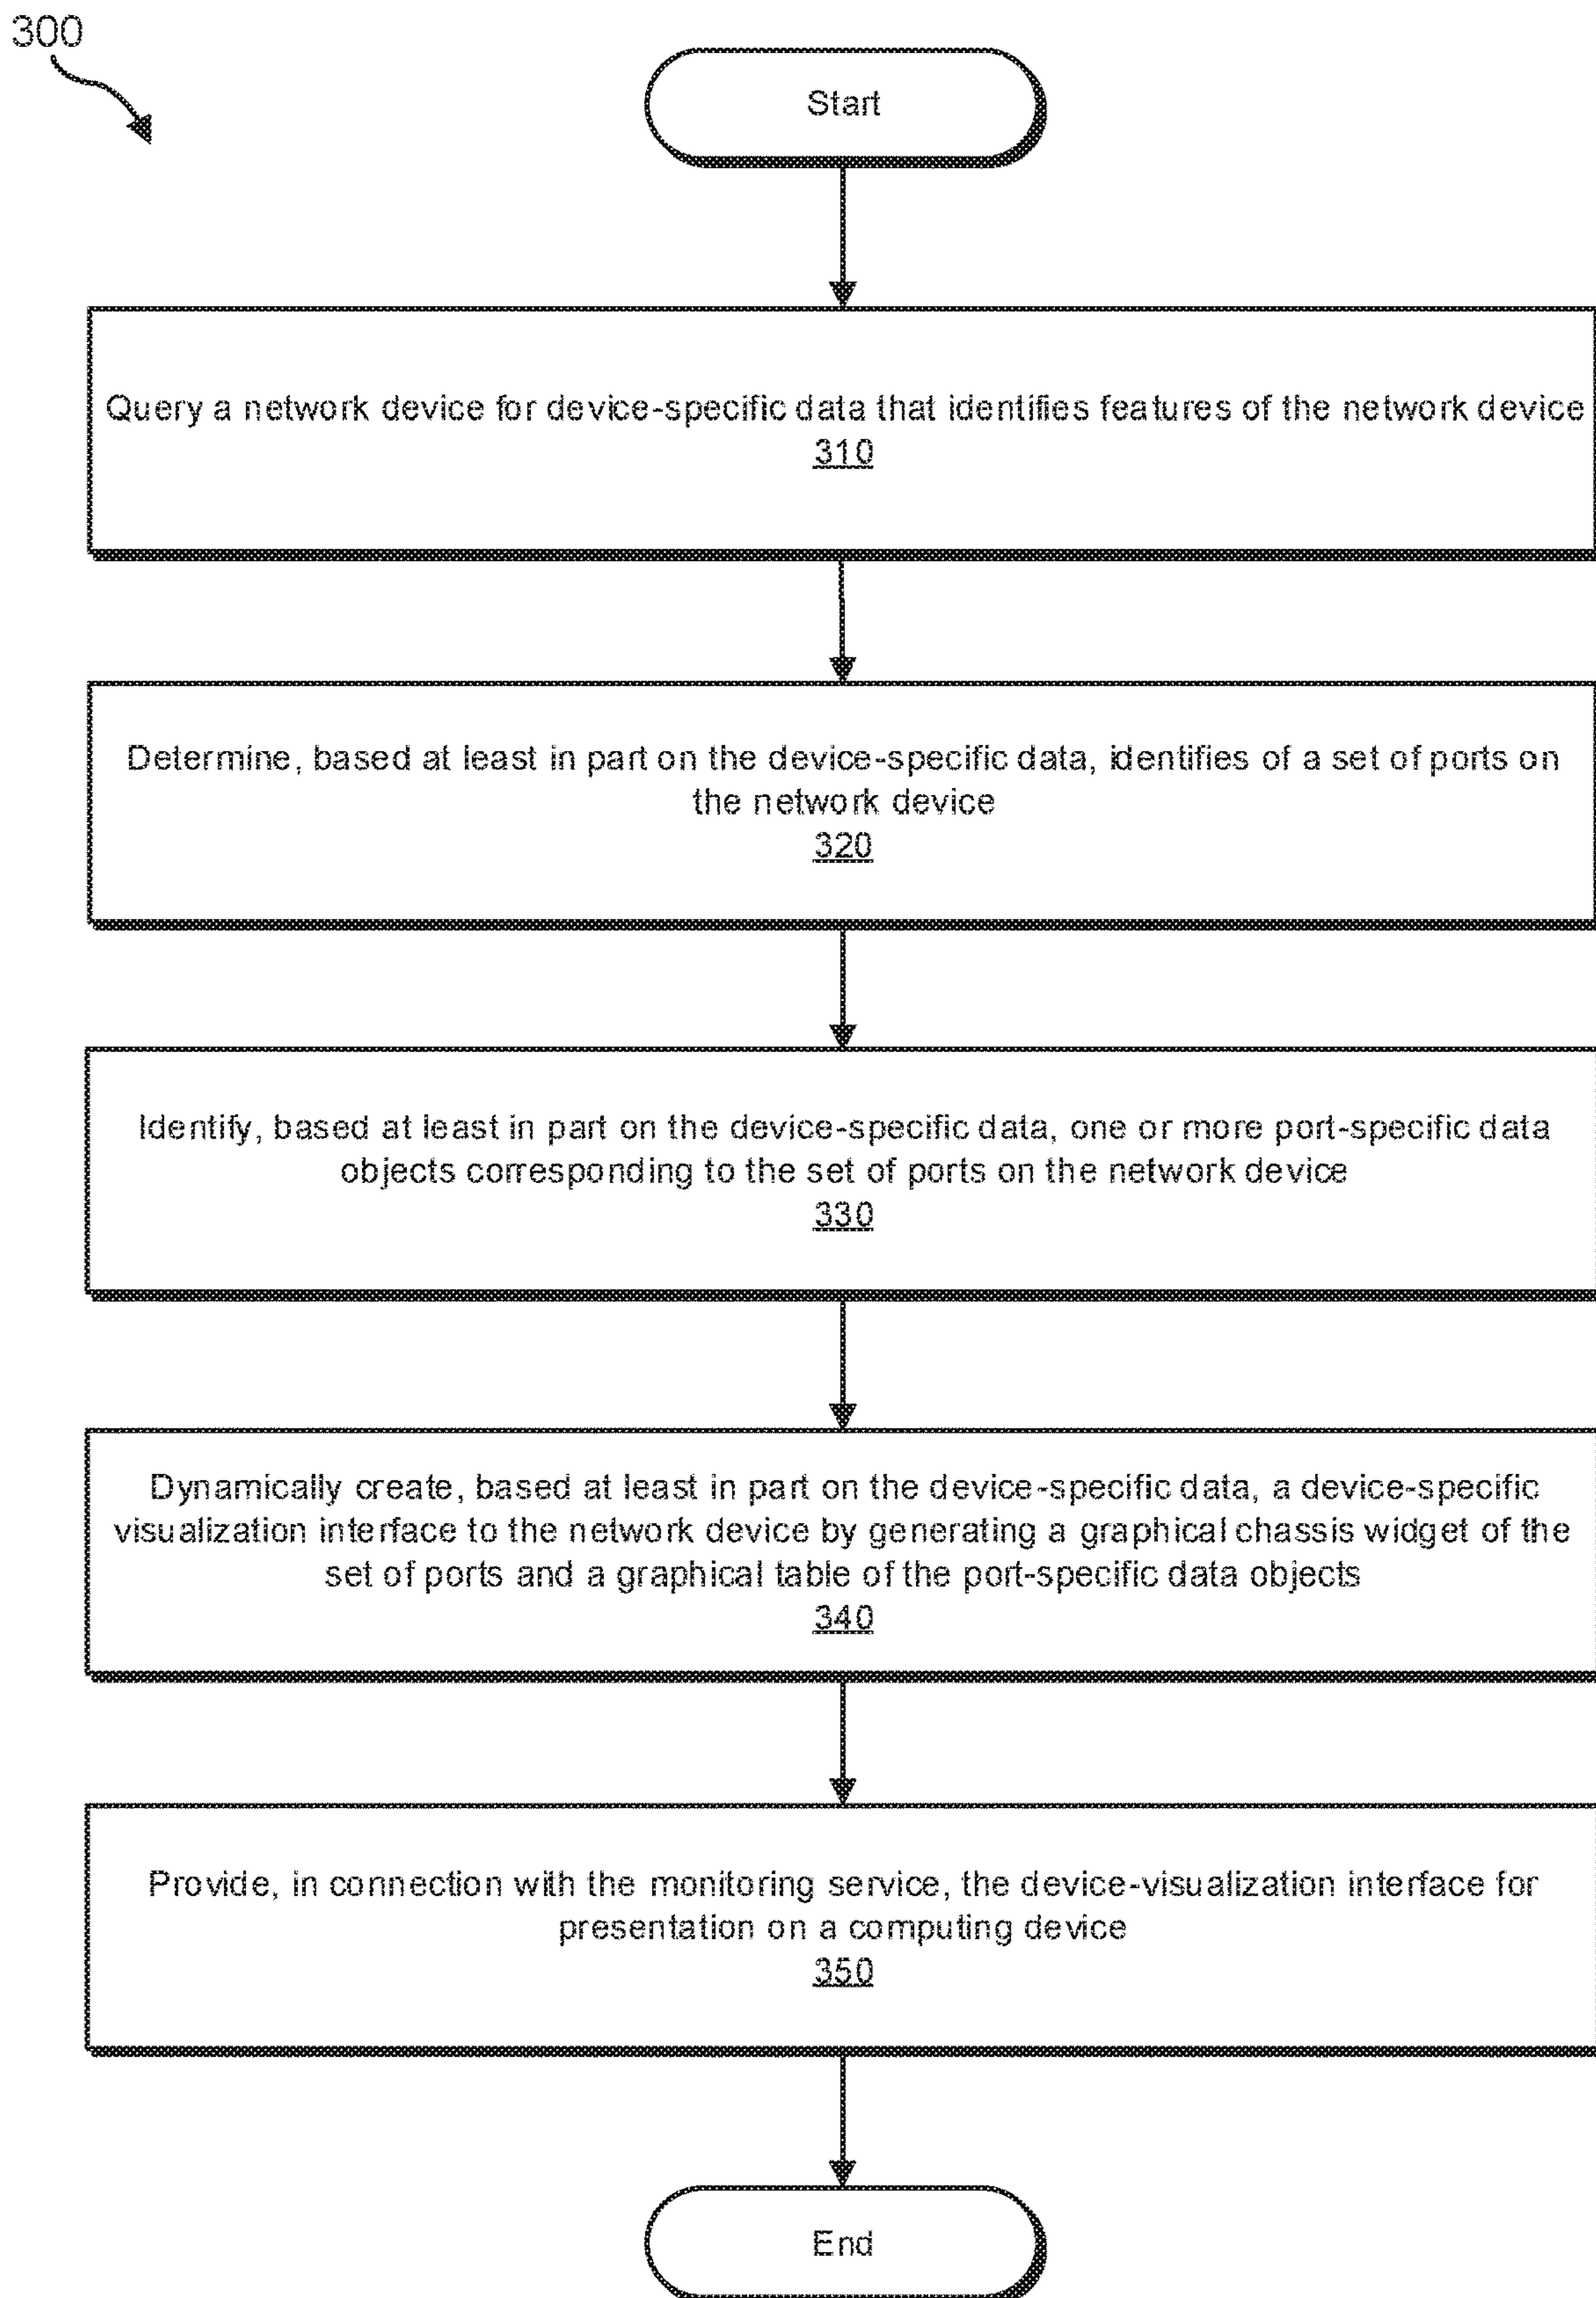 300
Start
Query a network device for device-specific data that identifies features of the network device
310
Determine, based at least in part on the device-specific data, identifies of a set of ports on
the network device
320
Identify, based at least in part on the device-specific data, one or more port-specific data
objects corresponding to the set of ports on the network device
330
Dynamically create, based at least in part on the device-specific data, a device-specific
visualization interface to the network device by generating a graphical chassis widget of the
set of ports and a graphical table of the port-specific data objects
340
Provide, in connection with the monitoring service, the device-visualization interface for
presentation on a computing device
350
End